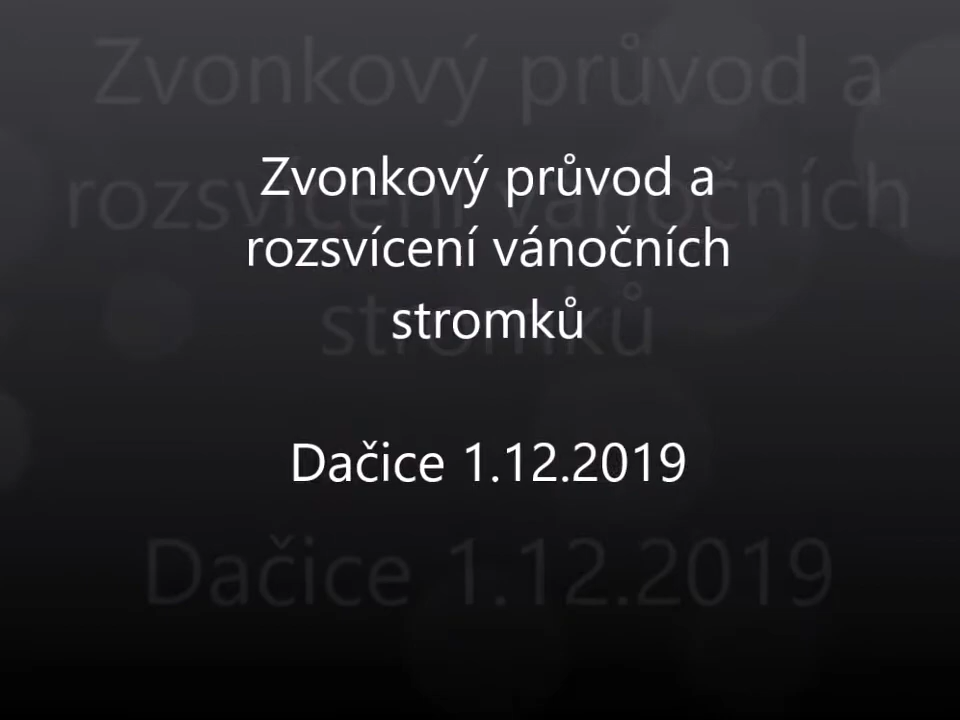 Zvonkový průvod a
rozsvícení vánočních
stromků
Dačice 1.12.2019